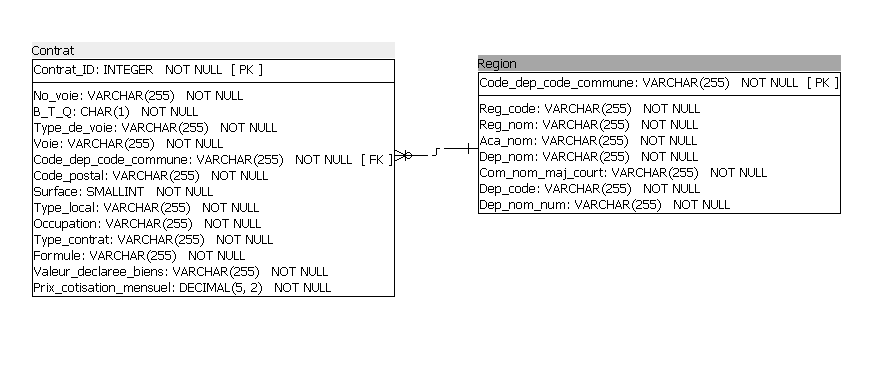 Contrat
Contrat_ID: INTEGER NOT NULL [ PK ]
No_voie: VARCHAR(255) NOT NULL
B_T_Q: CHAR(1) NOT NULL
Type_de_voie: VARCHAR(255) NOT NULL
Voie: VARCHAR(255) NOT NULL
Code_dep_code_commune: VARCHAR(255) NOT NULL [ FK ]
Code_postal: VARCHAR(255) NOT NULL
Surface: SMALLINT NOT NULL
Type_local: VARCHAR(255) NOT NULL
Occupation: VARCHAR(255) NOT NULL
Type_contrat: VARCHAR(255) NOT NULL
Formule: VARCHAR(255) NOT NULL
Valeur_declaree_biens: VARCHAR(255) NOT NULL
Prix_cotisation_mensuel: DECIMAL(5, 2) NOT NULL
Region
Code_dep_code_commune: VARCHAR(255) NOT NULL [ PK ]
Reg_code: VARCHAR(255) NOT NULL
Reg_nom: VARCHAR(255) NOT NULL
Aca_nom: VARCHAR(255) NOT NULL
Dep_nom: VARCHAR(255) NOT NULL
Com_nom_maj_court: VARCHAR(255) NOT NULL
Dep_code: VARCHAR(255) NOT NULL
Dep_nom_num: VARCHAR(255) NOT NULL